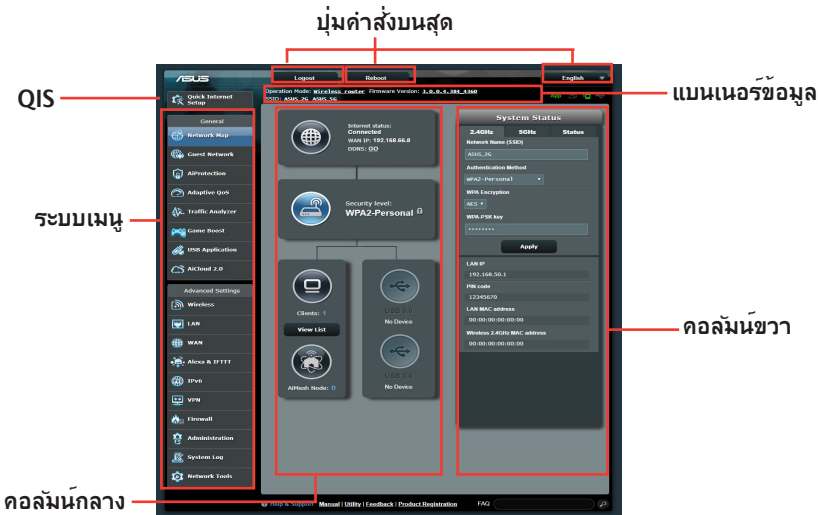 ปุ่มคำสั่งบนสุด
QIS
แบนเนอร์ข้อมูล
ระบบเมนู
คอลัมน์ขวา
คอลัมน์กลาง
ASUS
Logout
Reboot
English
Quick Internet
Setup
Operation Mode: Wireless router Firmware Version: 3.0.0.4.384_4360
SSID: ASUS_2G ASUS_5G
General
Network Map
Guest Network
AiProtection
Adaptive QoS
Traffic Analyzer
Game Boost
USB Application
AiCloud 2.0
Advanced Settings
Wireless
LAN
WAN
Alexa & IFTTT
IPv6
VPN
Firewall
Administration
System Log
Network Tools
Internet status:
Connected
WAN IP: 192.168.66.8
DDNS: GO
Security level:
WPA2-Personal
Clients: 1
View List
AiMesh Node: 0
USB 3.0
No Device
USB 2.0
No Device
System Status
2.4GHz 5GHz Status
Network Name (SSID)
ASUS_2G
Authentication Method
WPA2-Personal
WPA Encryption
AES
WPA-PSK key
••••••••
Apply
LAN IP
192.168.50.1
PIN code
12345670
LAN MAC address
00:00:00:00:00:00
Wireless 2.4GHz MAC address
00:00:00:00:00:00
Help & Support Manual | Utility | Feedback | Product Registration FAQ